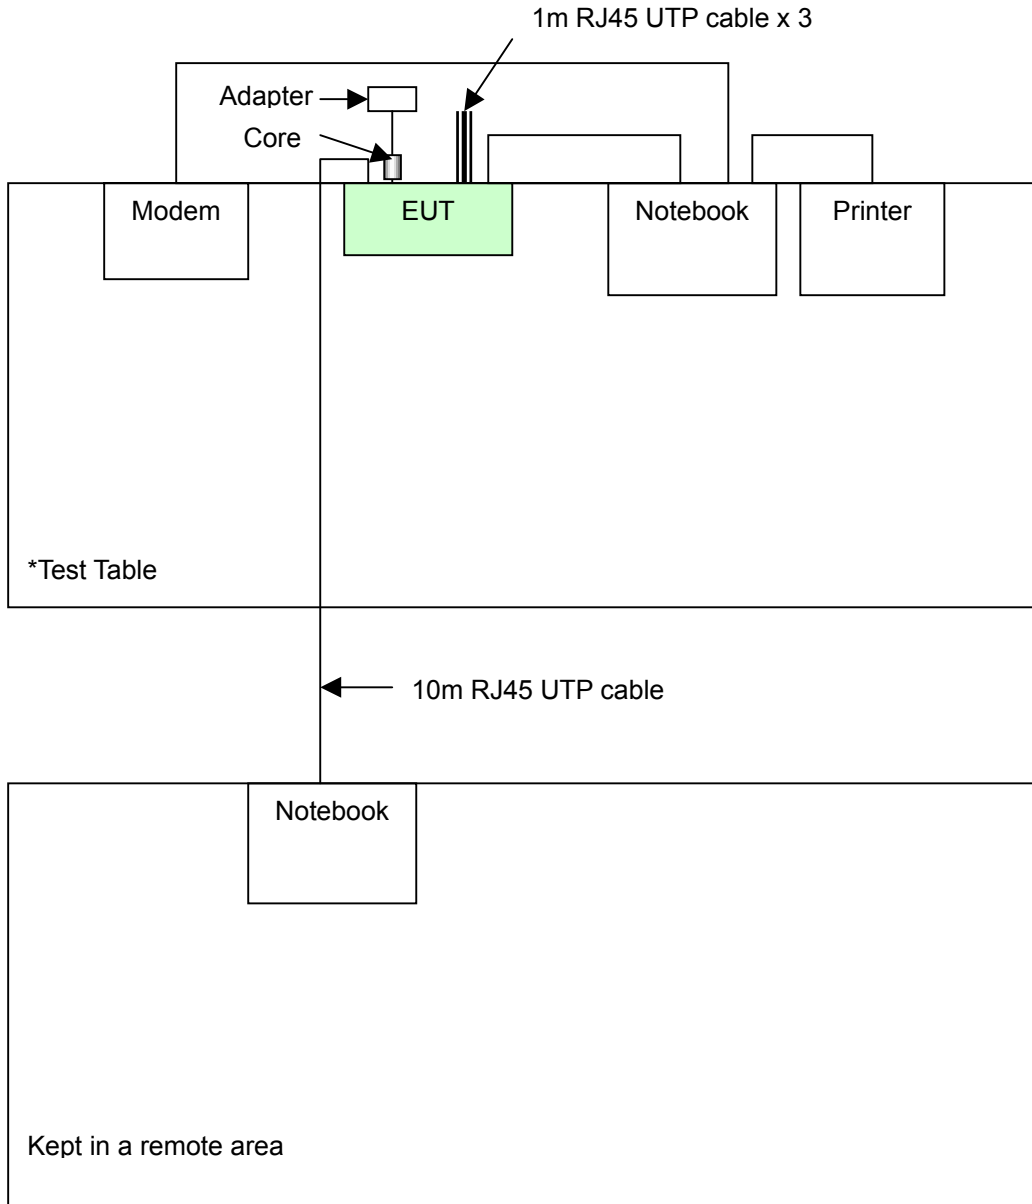 1m RJ45 UTP cable x 3
Adapter
Core
Modem
EUT
Notebook
Printer
*Test Table
10m RJ45 UTP cable
Notebook
Kept in a remote area